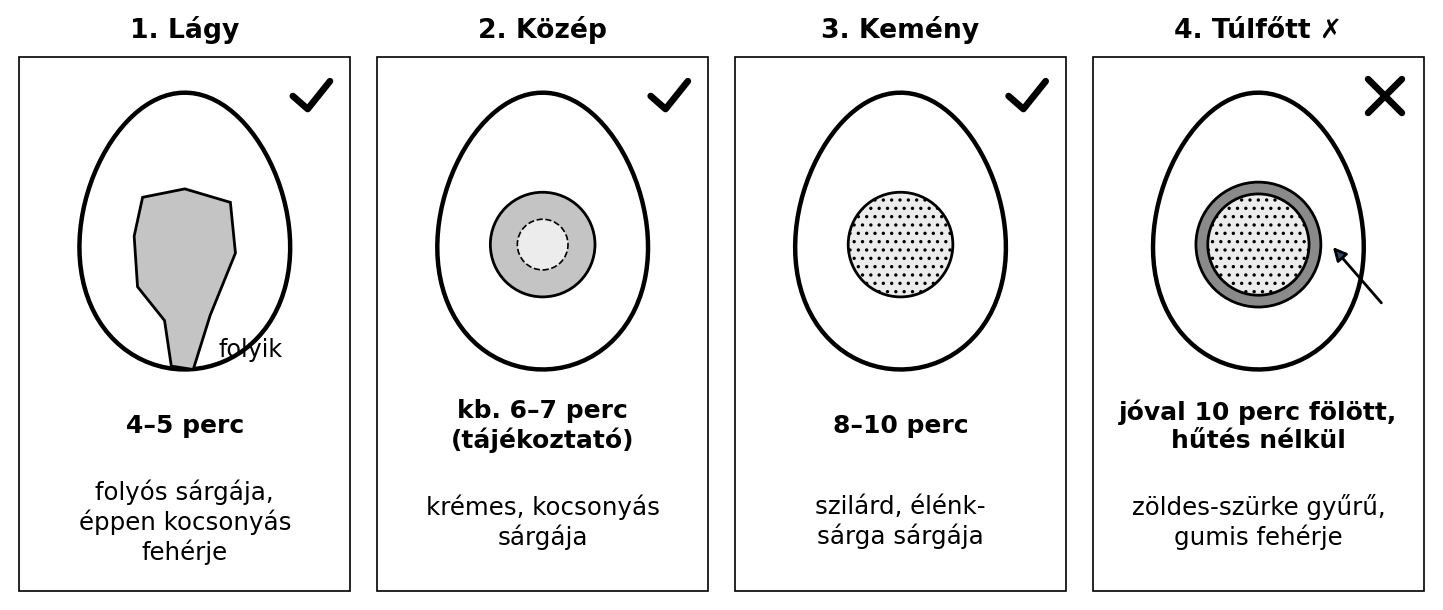 1. Lágy
folyik
4–5 perc
folyós sárgája,
éppen kocsonyás
fehérje
2. Közép
kb. 6–7 perc
(tájékoztató)
krémes, kocsonyás
sárgája
3. Kemény
8–10 perc
szilárd, élénk-
sárga sárgája
4. Túlfőtt ✗
jóval 10 perc fölött,
hűtés nélkül
zöldes-szürke gyűrű,
gumis fehérje